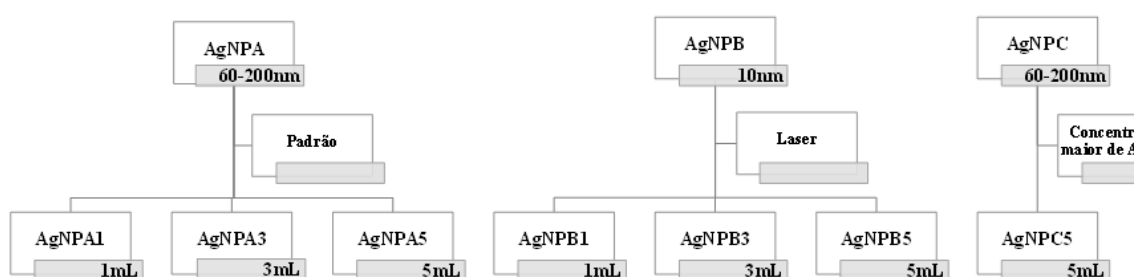 AgNPA
60-200nm
Padrão
AgNPA1
1mL
AgNPA3
3mL
AgNPA5
5mL
AgNPB
10nm
Laser
AgNPB1
1mL
AgNPB3
3mL
AgNPB5
5mL
AgNPC
60-200nm
maior de
AgNPC5
5mL